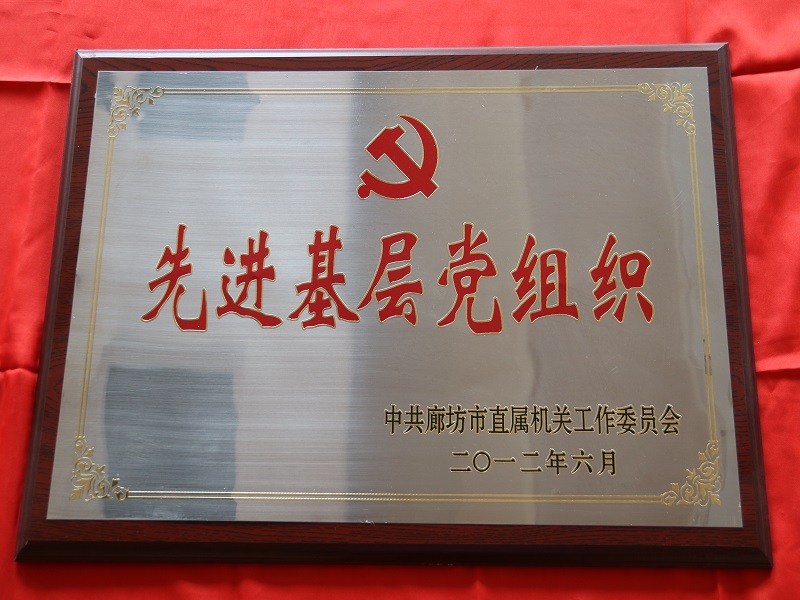 先进基层党组织
中共廊坊市直属机关工作委员会
二〇一二年六月